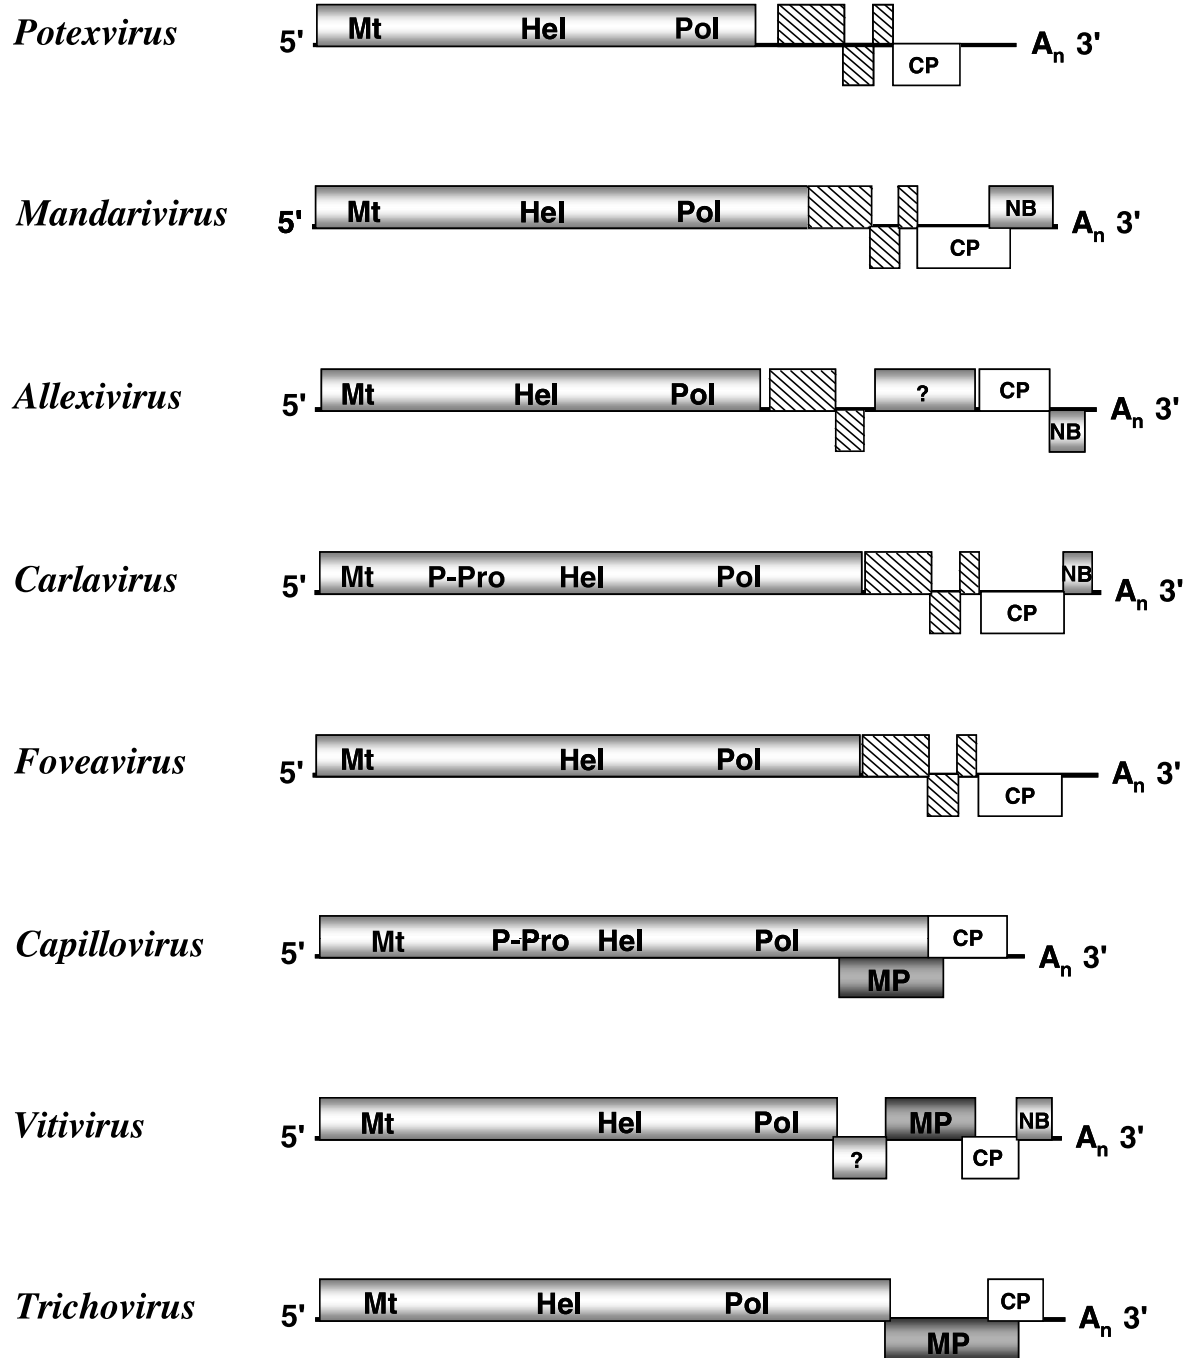 Potexvirus 5' Mt Hel Pol CP An 3'
Mandarivirus 5' Mt Hel Pol CP NB An 3'
Allexivirus 5' Mt Hel Pol ? CP NB An 3'
Carlavirus 5' Mt P-Pro Hel Pol CP NB An 3'
Foveavirus 5' Mt Hel Pol CP An 3'
Capillovirus 5' Mt P-Pro Hel Pol MP CP An 3'
Vitivirus 5' Mt Hel Pol ? MP CP NB An 3'
Trichovirus 5' Mt Hel Pol MP CP An 3'